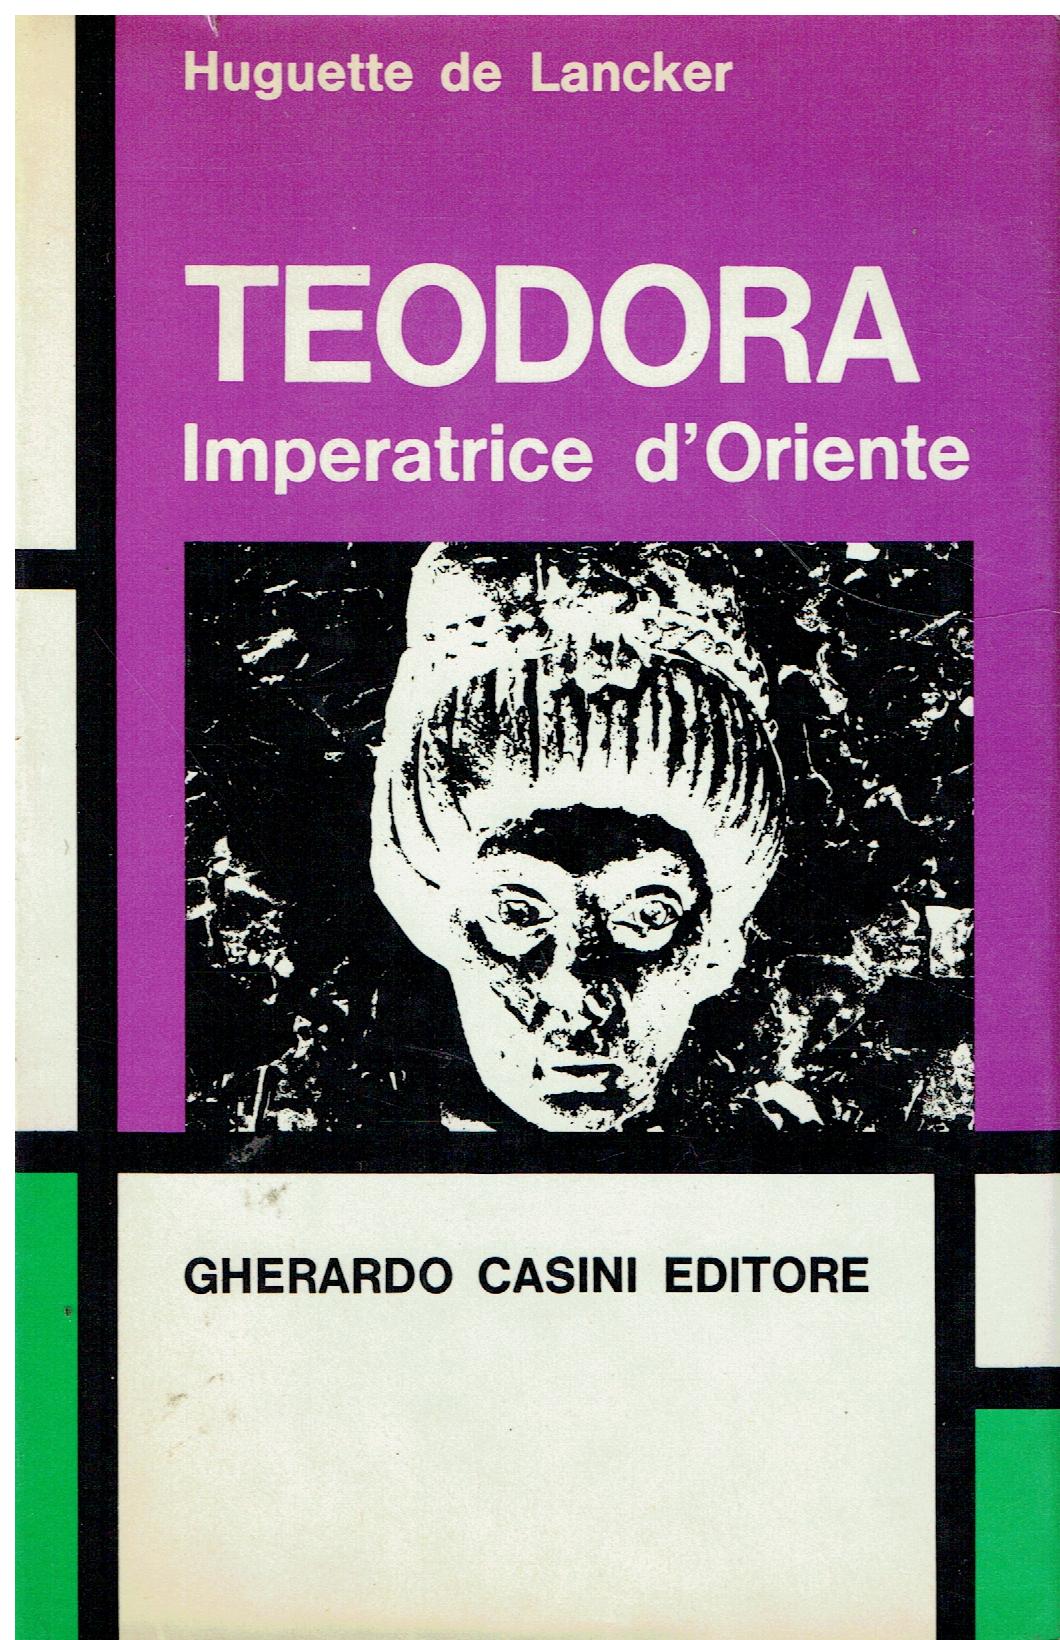 Huguette de Lancker
TEODORA
Imperatrice d'Oriente
GHERARDO CASINI EDITORE